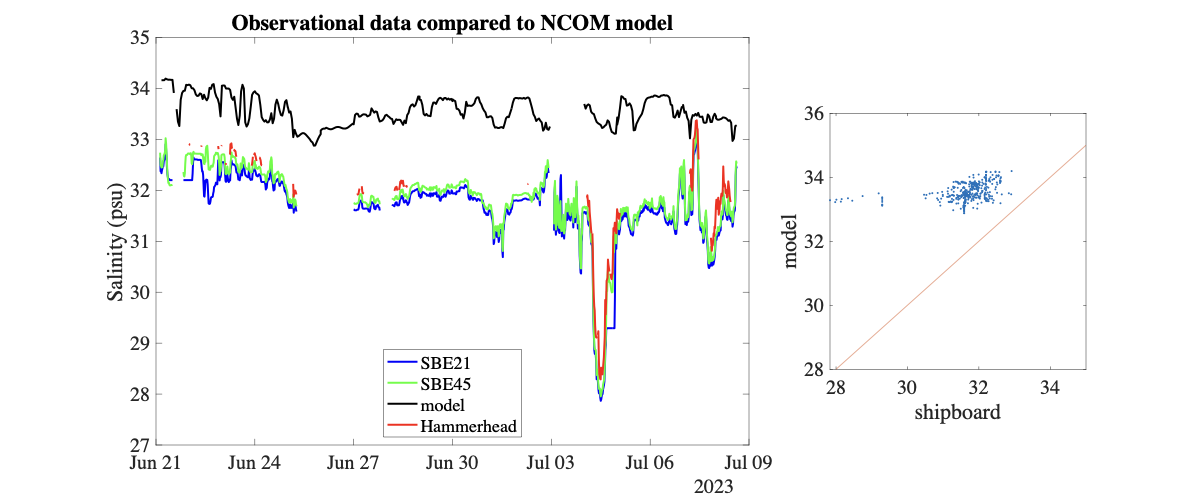 Observational data compared to NCOM model
35
34
33
32
31
30
29
28
27
Salinity (psu)
SBE21
SBE45
model
Hammerhead
Jun 21
Jun 24
Jun 27
Jun 30
Jul 03
Jul 06
Jul 09
2023
36
34
32
30
28
model
28
30
32
34
shipboard